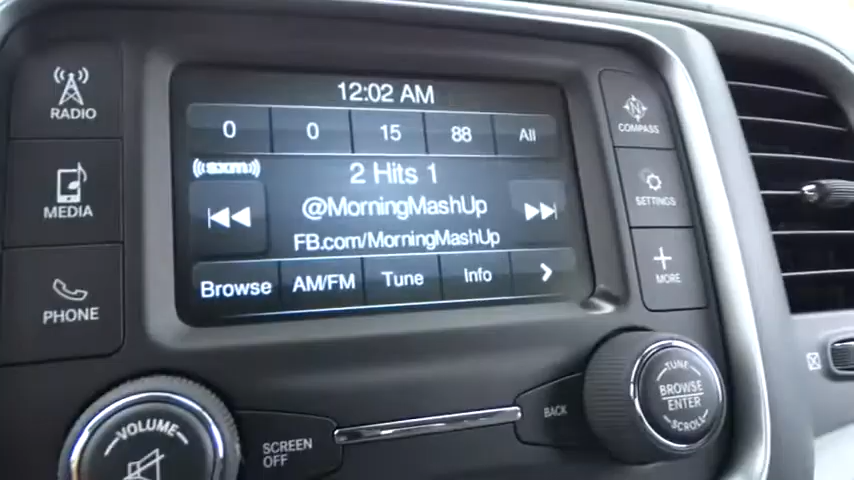 RADIO
MEDIA
PHONE
12:02 AM
0 0 15 88 All
((sxm))
2 Hits 1
@MorningMashUp
FB.com/MorningMashUp
Browse AM/FM Tune Info
COMPASS
SETTINGS
MORE
VOLUME
SCREEN
OFF
BACK
TUNE
BROWSE
ENTER
SCROLL